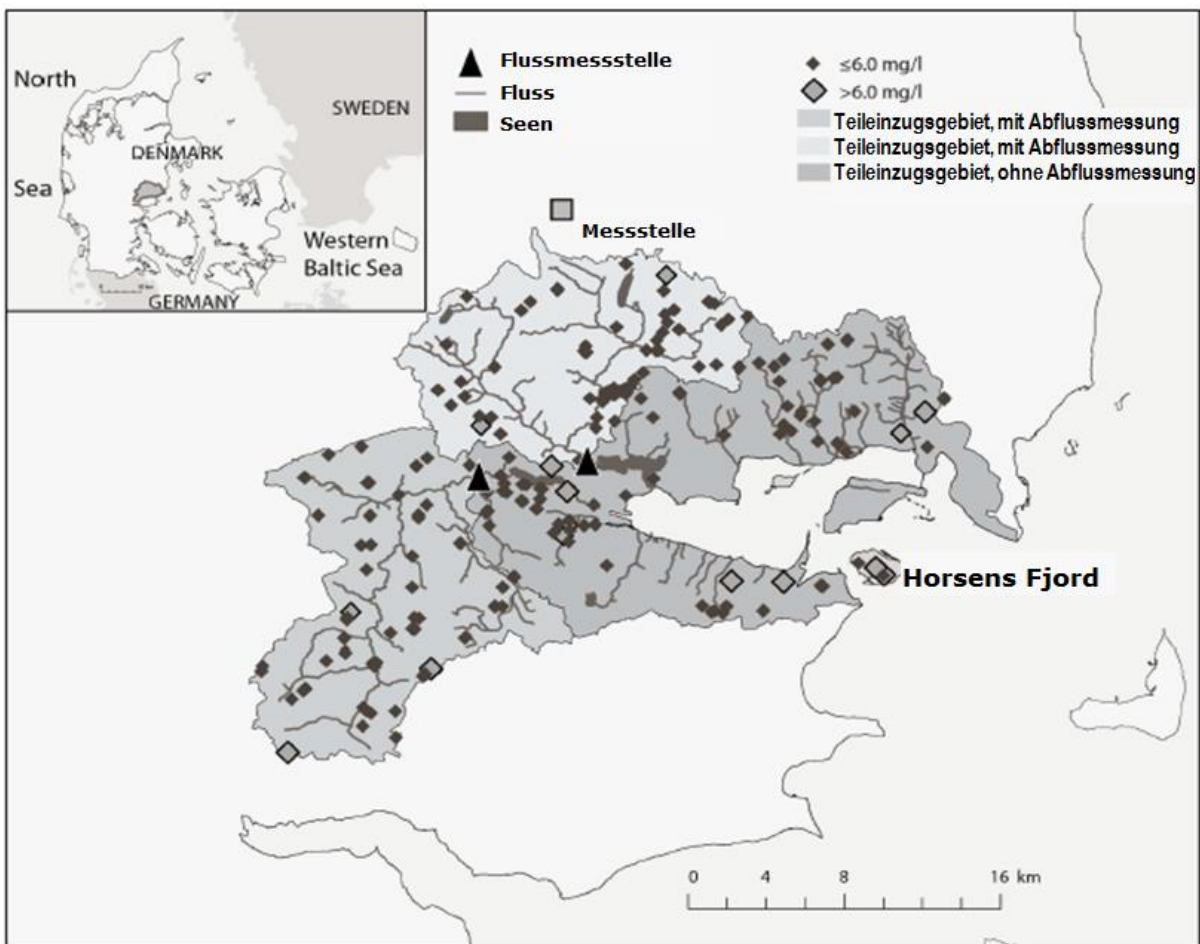 North
Sea
SWEDEN
DENMARK
Western
Baltic Sea
GERMANY
Flussmessstelle
Fluss
Seen
≤6.0 mg/l
>6.0 mg/l
Teileinzugsgebiet, mit Abflussmessung
Teileinzugsgebiet, mit Abflussmessung
Teileinzugsgebiet, ohne Abflussmessung
Messstelle
Horsens Fjord
0 4 8 16 km